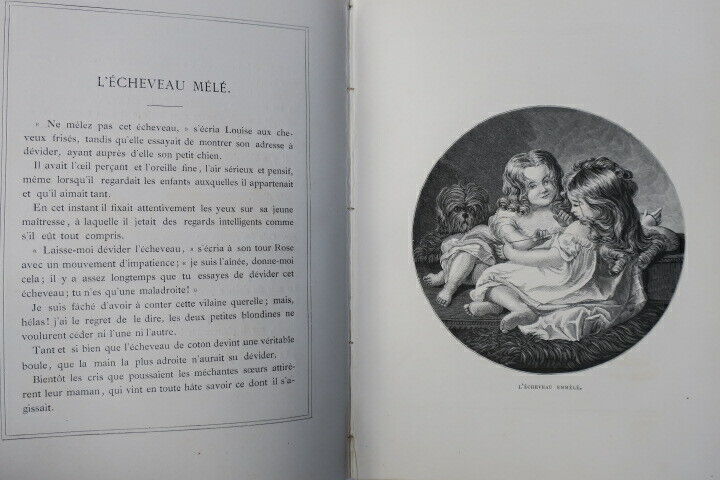 L'ÉCHEVEAU MÊLÉ.
« Ne mêlez pas cet écheveau, » s'écria Louise aux che-
veux frisés, tandis qu'elle essayait de montrer son adresse à
dévider, ayant auprès d'elle son petit chien.
Il avait l'œil perçant et l'oreille fine, l'air sérieux et pensif,
même lorsqu'il regardait les enfants auxquelles il appartenait
et qu'il aimait tant.
En cet instant il fixait attentivement les yeux sur sa jeune
maîtresse, à laquelle il jetait des regards intelligents comme
s'il eût tout compris.
« Laisse-moi dévider l'écheveau, » s'écria à son tour Rose
avec un mouvement d'impatience; « je suis l'aînée, donne-moi
cela; il y a assez longtemps que tu essayes de dévider cet
écheveau; tu n'es qu'une maladroite! »
Je suis fâché d'avoir à conter cette vilaine querelle; mais,
hélas! j'ai le regret de le dire, les deux petites blondines ne
voulurent céder ni l'une ni l'autre.
Tant et si bien que l'écheveau de coton devint une véritable
boule, que la main la plus adroite n'aurait su dévider.
Bientôt les cris que poussaient les méchantes sœurs attirè-
rent leur maman, qui vint en toute hâte savoir ce dont il s'a-
gissait.
L'ÉCHEVEAU EMMÊLÉ.